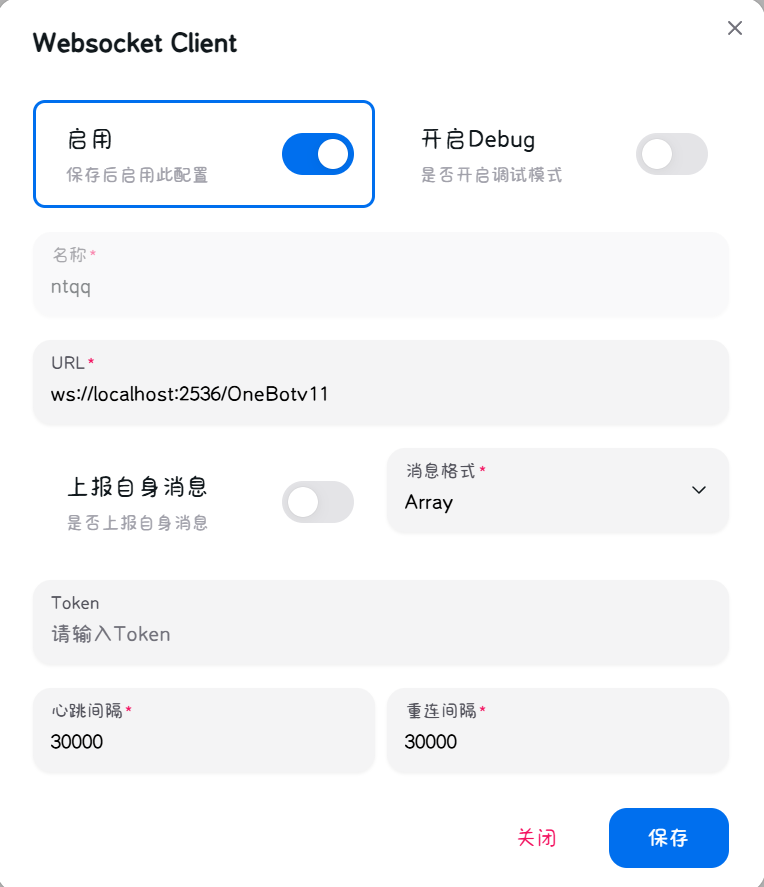 Websocket Client
启用
保存后启用此配置
开启Debug
是否开启调试模式
名称*
ntqq
URL*
ws://localhost:2536/OneBotv11
上报自身消息
是否上报自身消息
消息格式*
Array
Token
请输入Token
心跳间隔*
30000
重连间隔*
30000
关闭
保存